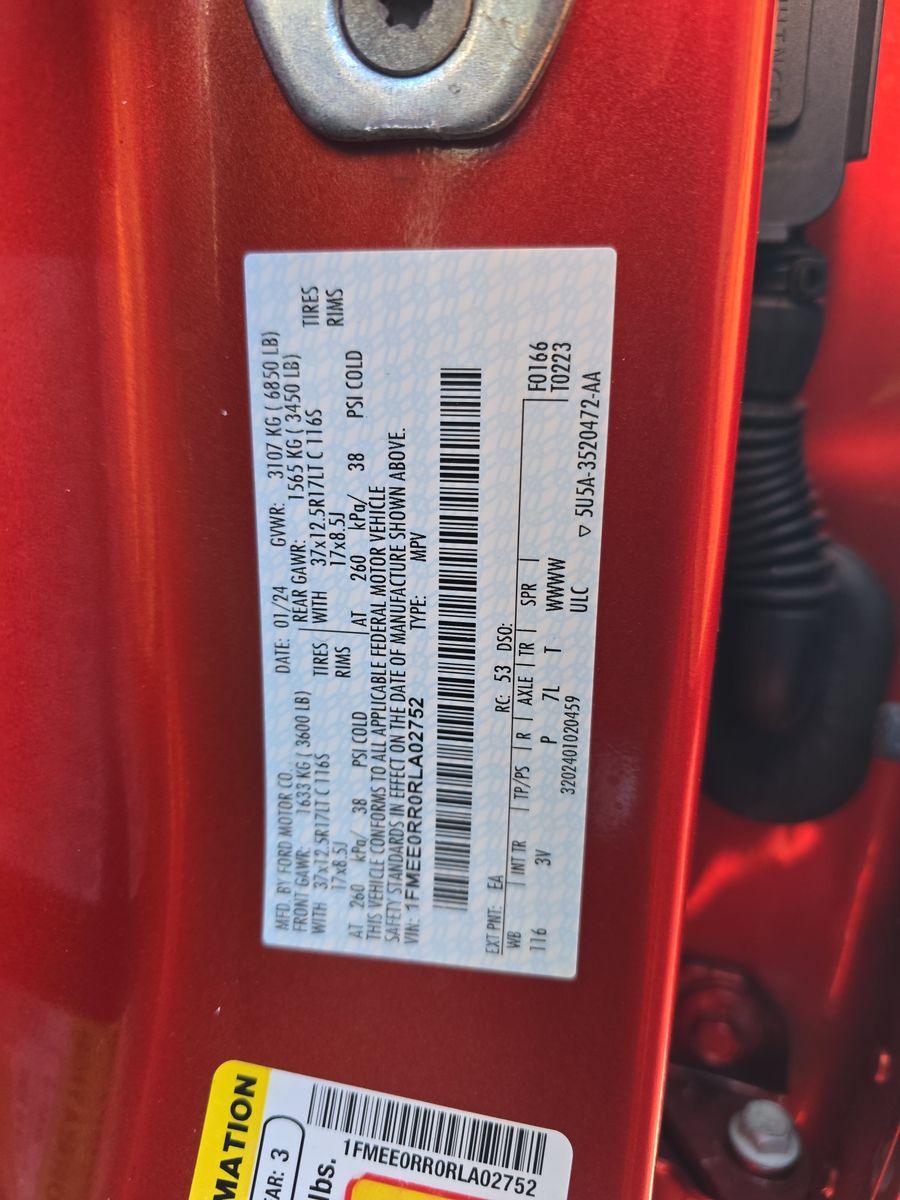 MFD. BY FORD MOTOR CO. DATE: 01/24 GVWR: 3107 KG ( 6850 LB)
FRONT GAWR: 1633 KG ( 3600 LB) REAR GAWR: 1565 KG ( 3450 LB)
WITH 37x12.5R17LT C 116S TIRES WITH 37x12.5R17LT C 116S TIRES
17x8.5J RIMS 17x8.5J RIMS
AT 260 kPa/ 38 PSI COLD AT 260 kPa/ 38 PSI COLD
THIS VEHICLE CONFORMS TO ALL APPLICABLE FEDERAL MOTOR VEHICLE
SAFETY STANDARDS IN EFFECT ON THE DATE OF MANUFACTURE SHOWN ABOVE.
VIN: 1FMEE0RR0RLA02752 TYPE: MPV
EXT PNT: EA RC: 53 DSO:
WB INT TR TP/PS R AXLE TR SPR F0166
116 3V P 7L T WWWW T0223
ULC
3202401020459 ▽ 5U5A-3520472-AA
MATION
EAR: 3
lbs.
1FMEE0RR0RLA02752